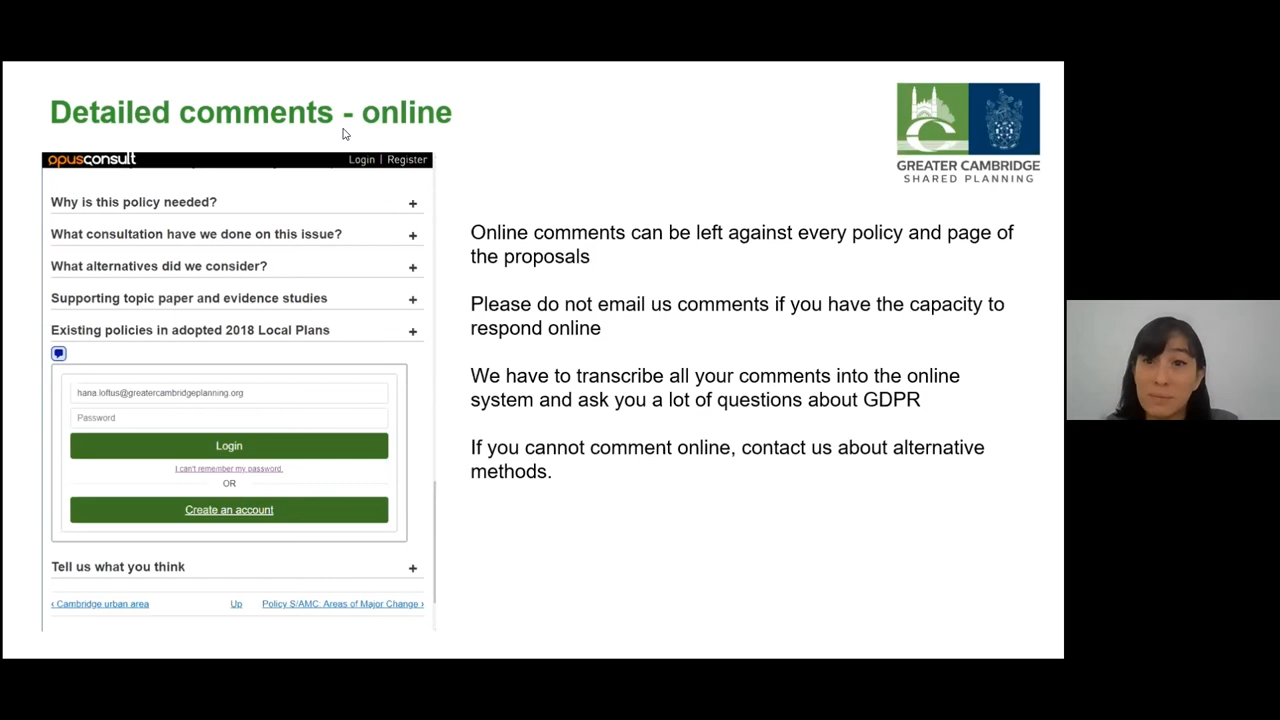 Detailed comments - online
GREATER CAMBRIDGE
SHARED PLANNING
opusconsult
Login | Register
Why is this policy needed? +
What consultation have we done on this issue? +
What alternatives did we consider? +
Supporting topic paper and evidence studies +
Existing policies in adopted 2018 Local Plans +
hana.loftus@greatercambridgeplanning.org
Password
Login
I can't remember my password.
OR
Create an account
Tell us what you think +
‹ Cambridge urban area Up Policy S/AMC: Areas of Major Change ›
Online comments can be left against every policy and page of
the proposals
Please do not email us comments if you have the capacity to
respond online
We have to transcribe all your comments into the online
system and ask you a lot of questions about GDPR
If you cannot comment online, contact us about alternative
methods.